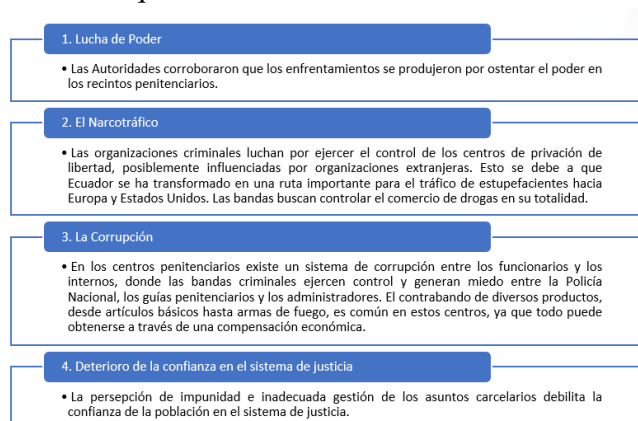 1. Lucha de Poder
• Las Autoridades corroboraron que los enfrentamientos se produjeron por ostentar el poder en
los recintos penitenciarios.
2. El Narcotráfico
• Las organizaciones criminales luchan por ejercer el control de los centros de privación de
libertad, posiblemente influenciadas por organizaciones extranjeras. Esto se debe a que
Ecuador se ha transformado en una ruta importante para el tráfico de estupefacientes hacia
Europa y Estados Unidos. Las bandas buscan controlar el comercio de drogas en su totalidad.
3. La Corrupción
• En los centros penitenciarios existe un sistema de corrupción entre los funcionarios y los
internos, donde las bandas criminales ejercen control y generan miedo entre la Policía
Nacional, los guías penitenciarios y los administradores. El contrabando de diversos productos,
desde artículos básicos hasta armas de fuego, es común en estos centros, ya que todo puede
obtenerse a través de una compensación económica.
4. Deterioro de la confianza en el sistema de justicia
• La persepción de impunidad e inadecuada gestión de los asuntos carcelarios debilita la
confianza de la población en el sistema de justicia.